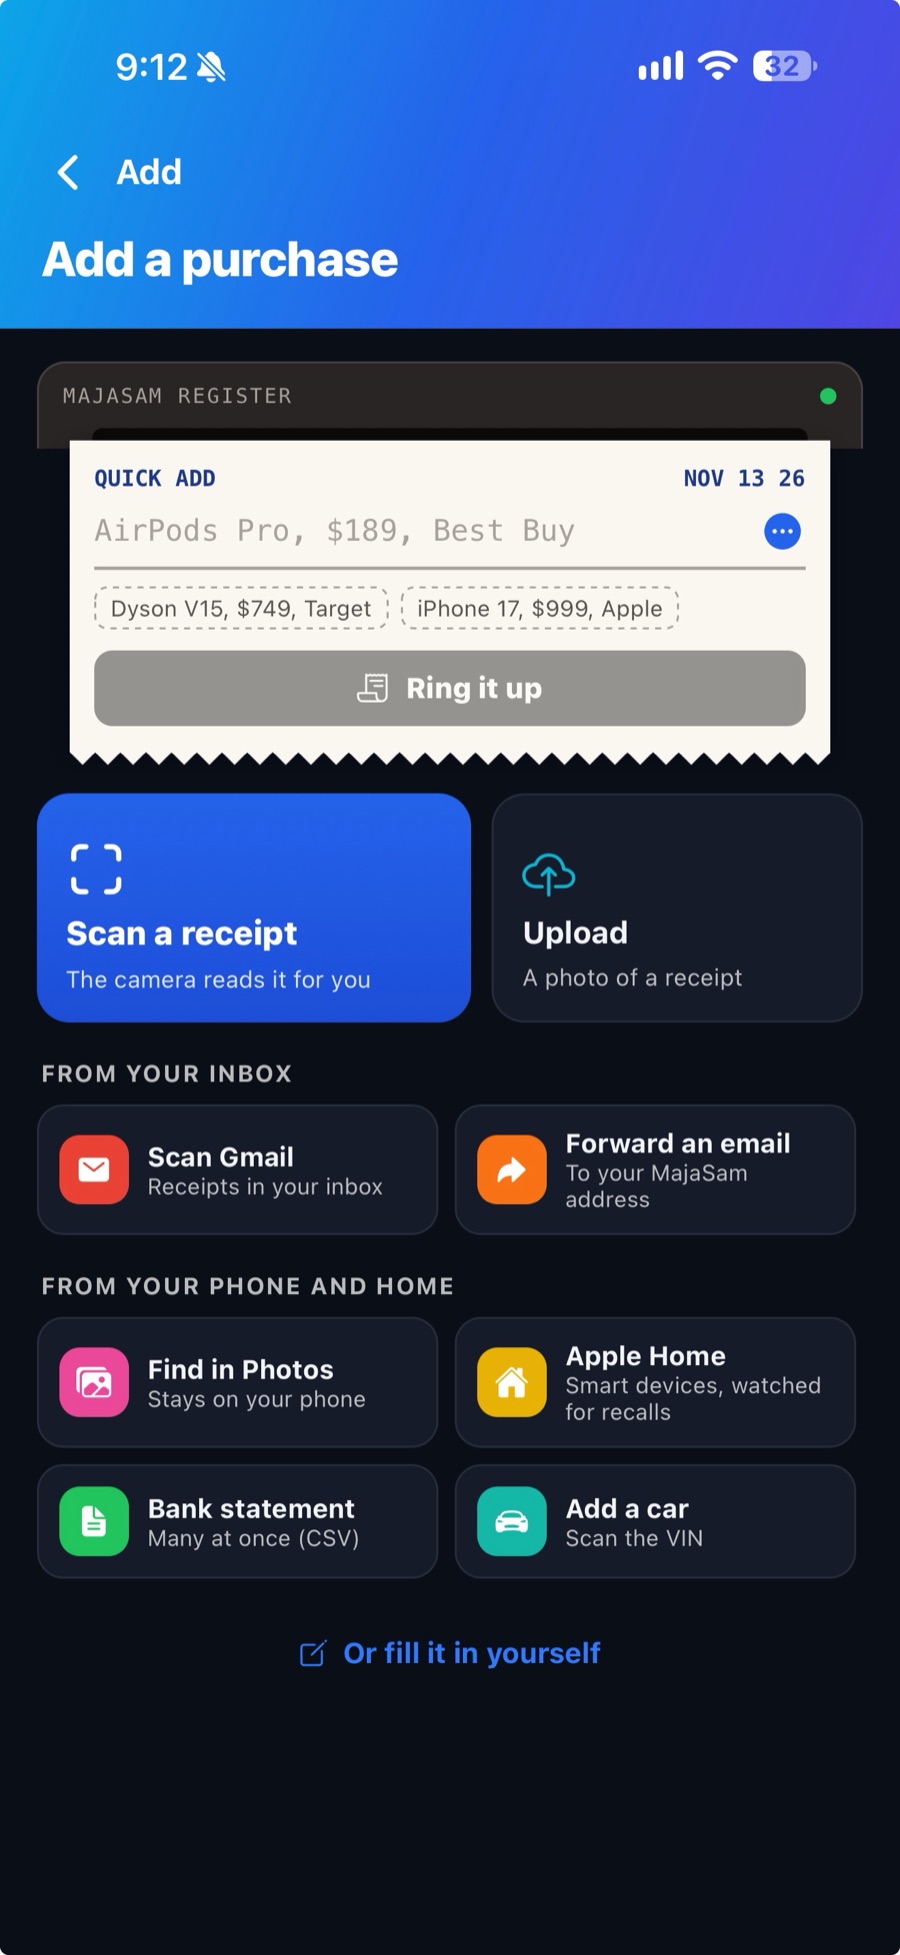 9:12
32
Add
Add a purchase
MAJASAM REGISTER
QUICK ADD
NOV 13 26
AirPods Pro, $189, Best Buy
Dyson V15, $749, Target
iPhone 17, $999, Apple
Ring it up
Scan a receipt
The camera reads it for you
Upload
A photo of a receipt
FROM YOUR INBOX
Scan Gmail
Receipts in your inbox
Forward an email
To your MajaSam
address
FROM YOUR PHONE AND HOME
Find in Photos
Stays on your phone
Apple Home
Smart devices, watched
for recalls
Bank statement
Many at once (CSV)
Add a car
Scan the VIN
Or fill it in yourself